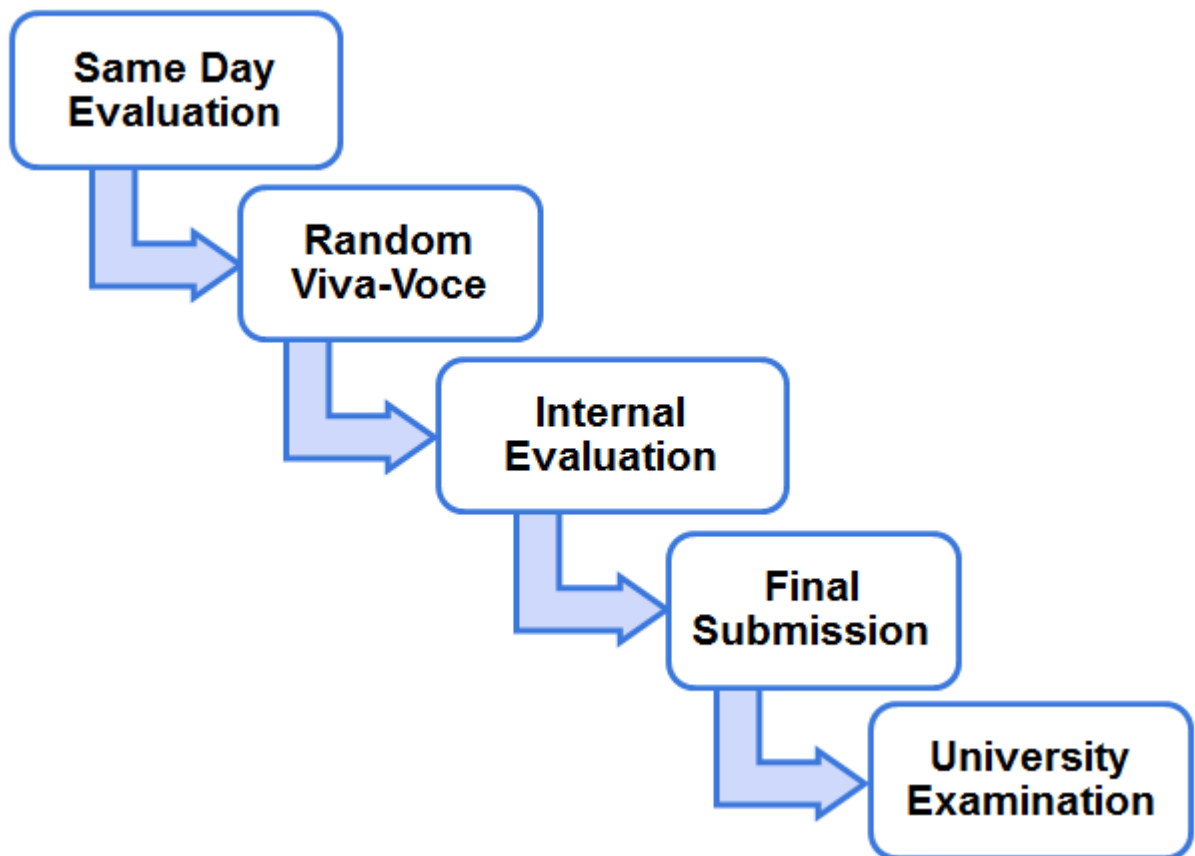 Same Day
Evaluation
Random
Viva-Voce
Internal
Evaluation
Final
Submission
University
Examination